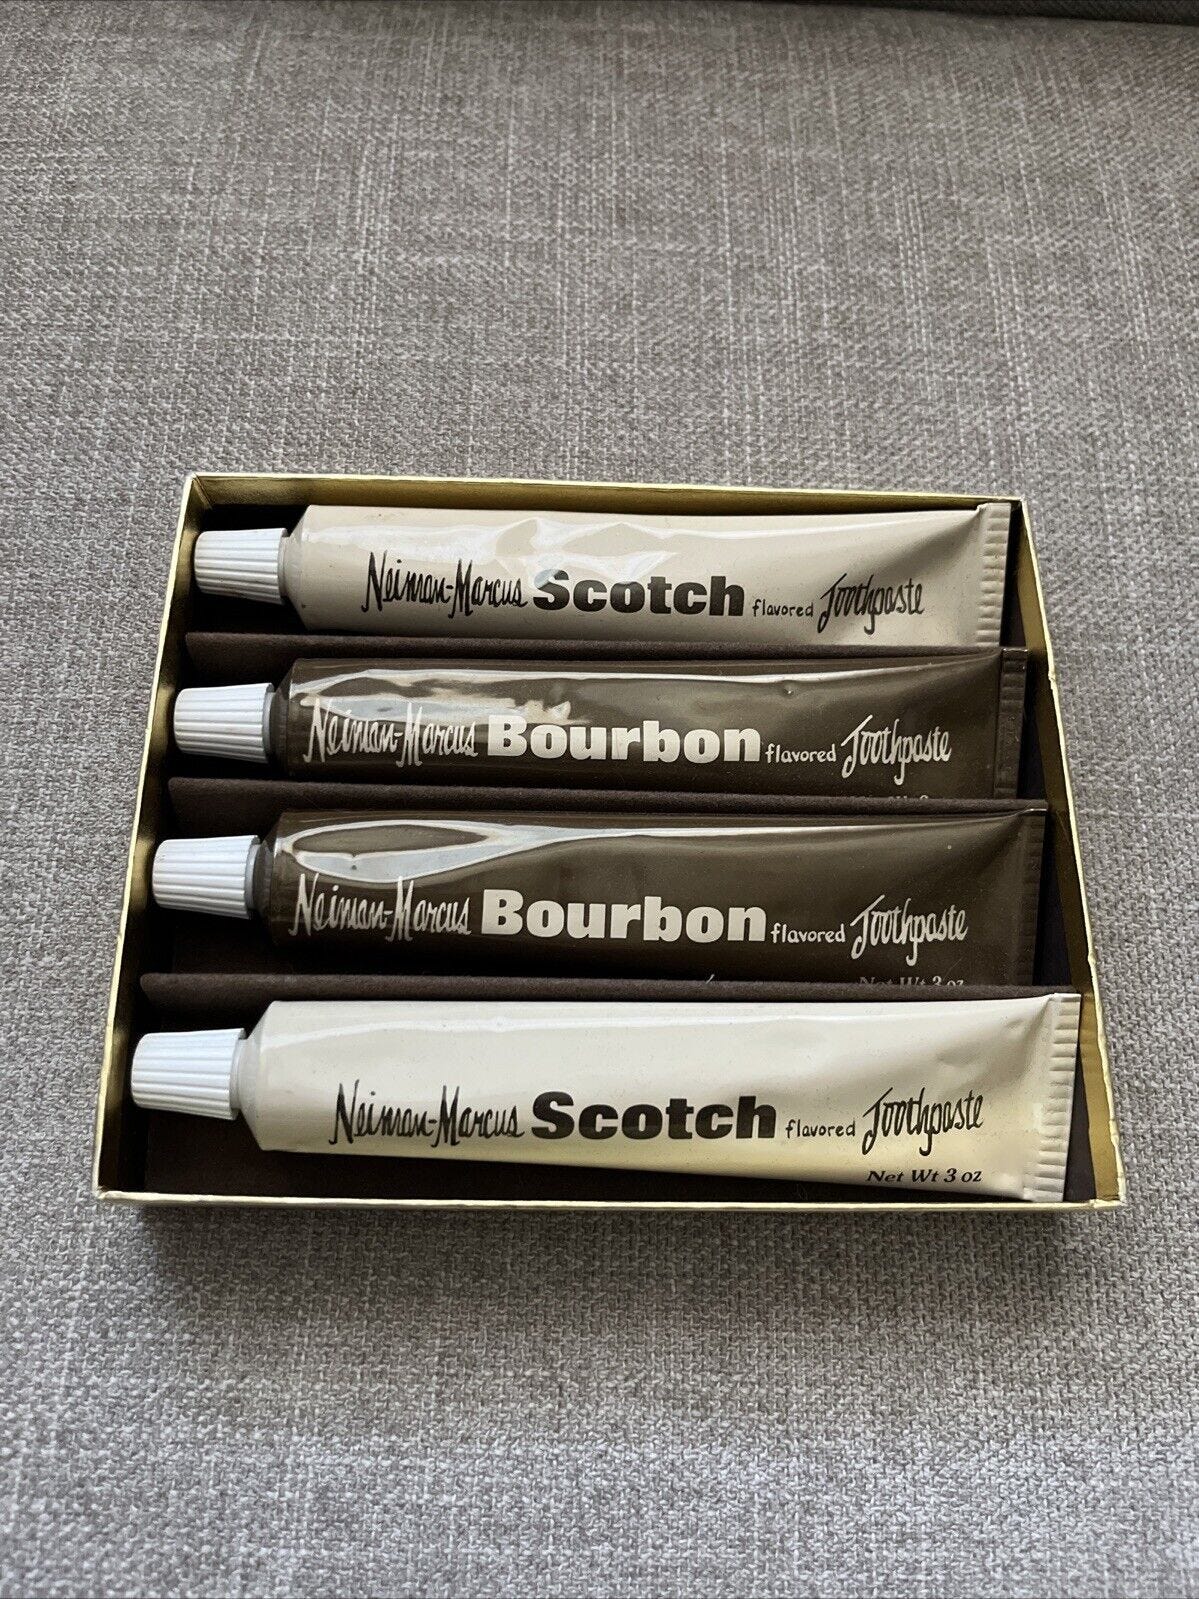 Neiman-Marcus Scotch flavored Toothpaste
Neiman-Marcus Bourbon flavored Toothpaste
Neiman-Marcus Bourbon flavored Toothpaste
Net Wt 3 oz
Neiman-Marcus Scotch flavored Toothpaste
Net Wt 3 oz